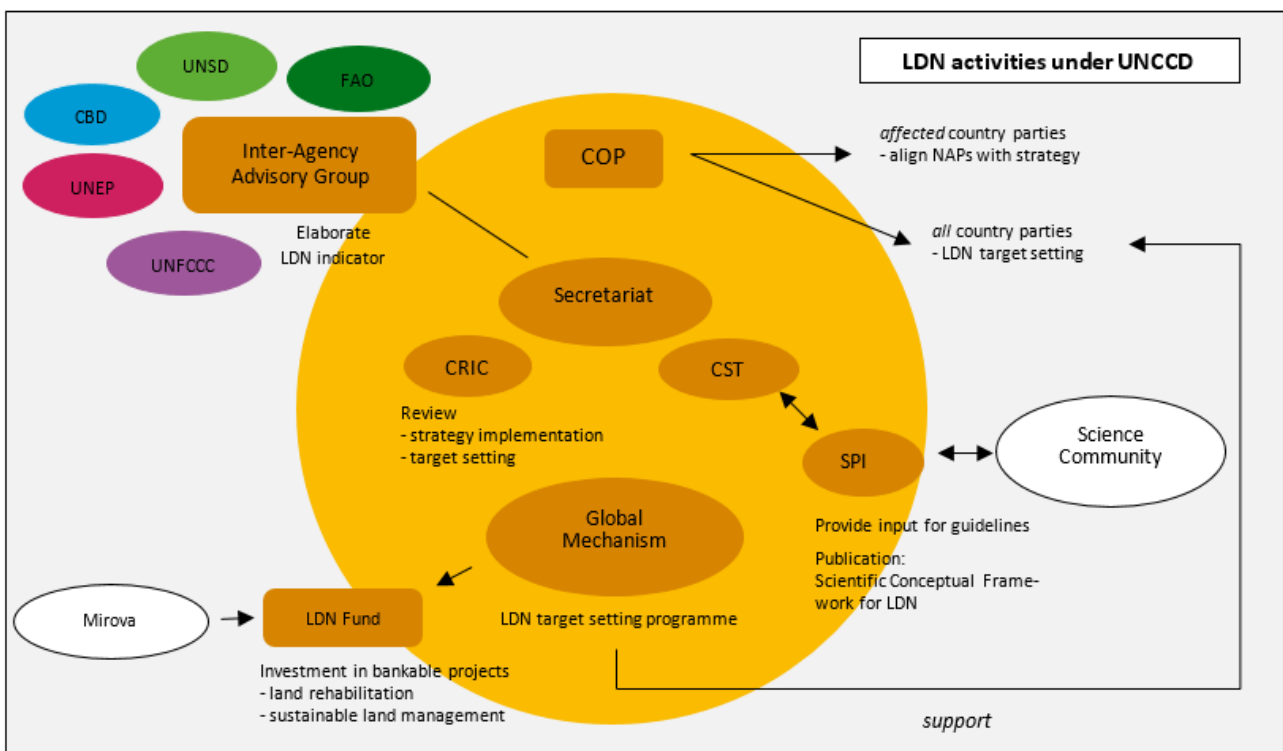 LDN activities under UNCCD
UNSD
FAO
CBD
UNEP
UNFCCC
Inter-Agency
Advisory Group
Elaborate
LDN indicator
COP
affected country parties
- align NAPs with strategy
all country parties
- LDN target setting
Secretariat
CRIC
CST
Review
- strategy implementation
- target setting
SPI
Science
Community
Provide input for guidelines
Publication:
Scientific Conceptual Frame-
work for LDN
Global
Mechanism
LDN target setting programme
Mirova
LDN Fund
Investment in bankable projects
- land rehabilitation
- sustainable land management
support